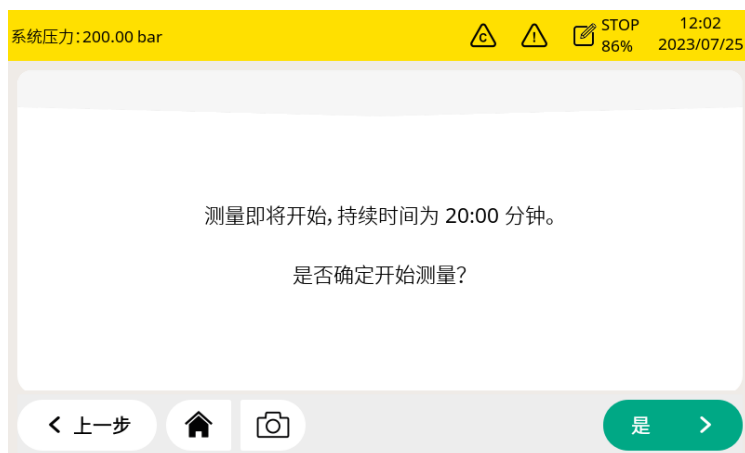 系统压力：200.00 bar
C
!
STOP
86%
12:02
2023/07/25
测量即将开始，持续时间为 20:00 分钟。
是否确定开始测量？
上一步
是